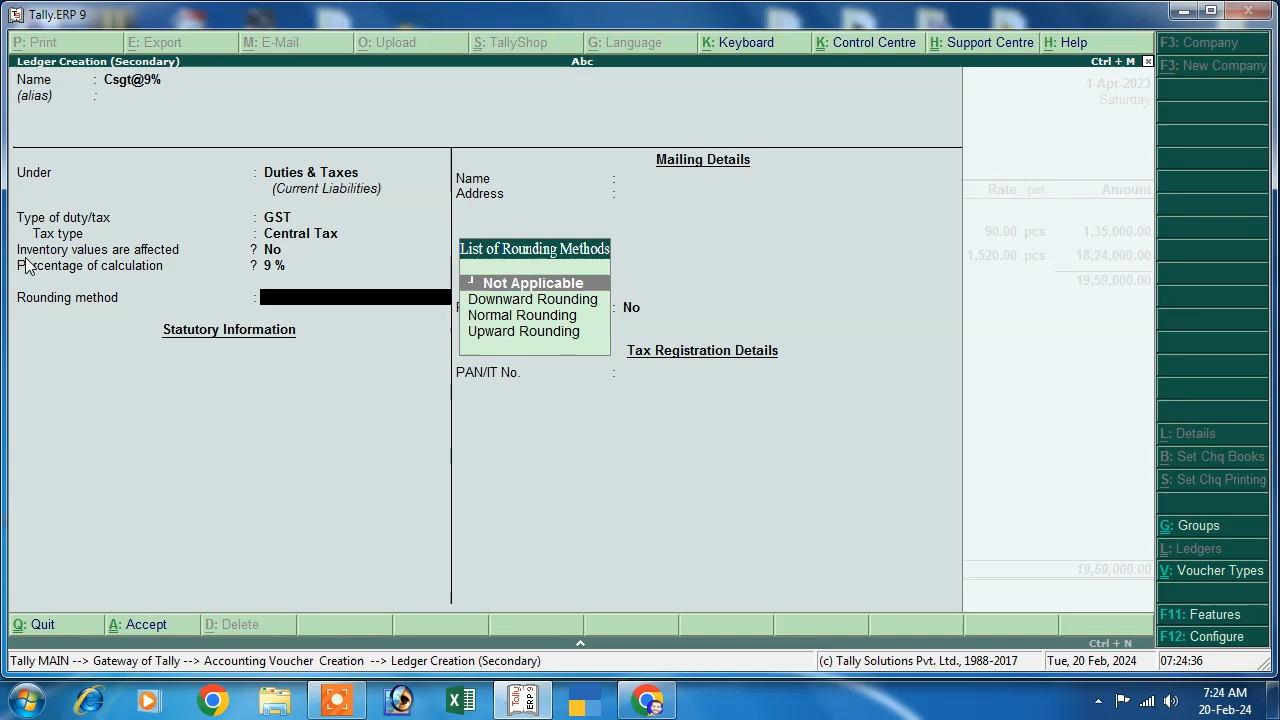 Tally.ERP 9
P: Print
E: Export
M: E-Mail
O: Upload
S: TallyShop
G: Language
K: Keyboard
K: Control Centre
H: Support Centre
H: Help
F3: Company
F3: New Company
Ledger Creation (Secondary)
Abc
Ctrl + M
Name : Csgt@9%
(alias) :
1-Apr-2023
Saturday
Under : Duties & Taxes
(Current Liabilities)
Type of duty/tax : GST
Tax type : Central Tax
Inventory values are affected ? No
Percentage of calculation ? 9 %
Rounding method :
Statutory Information
Mailing Details
Name :
Address :
List of Rounding Methods
Not Applicable
Downward Rounding
Normal Rounding
Upward Rounding
: No
Tax Registration Details
PAN/IT No. :
Rate per Amount
90.00 pcs 1,35,000.00
1,520.00 pcs 18,24,000.00
19,59,000.00
19,59,000.00
L: Details
B: Set Chq Books
S: Set Chq Printing
G: Groups
L: Ledgers
V: Voucher Types
F11: Features
F12: Configure
Q: Quit
A: Accept
D: Delete
Ctrl + N
Tally MAIN --> Gateway of Tally --> Accounting Voucher Creation --> Ledger Creation (Secondary)
(c) Tally Solutions Pvt. Ltd., 1988-2017
Tue, 20 Feb, 2024
07:24:36
ERP 9
7:24 AM
20-Feb-24